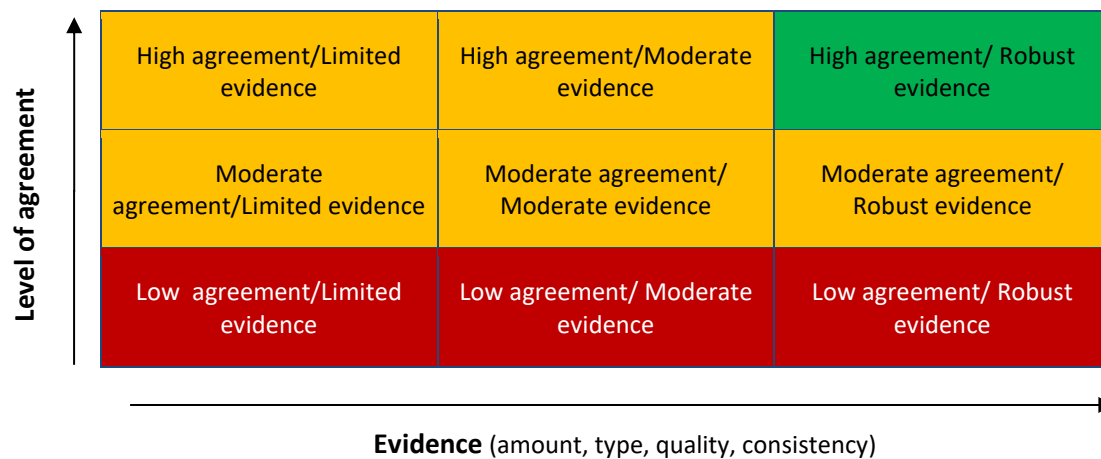 Level of agreement
High agreement/Limited
evidence
High agreement/Moderate
evidence
High agreement/ Robust
evidence
Moderate
agreement/Limited evidence
Moderate agreement/
Moderate evidence
Moderate agreement/
Robust evidence
Low  agreement/Limited
evidence
Low agreement/ Moderate
evidence
Low agreement/ Robust
evidence
Evidence (amount, type, quality, consistency)